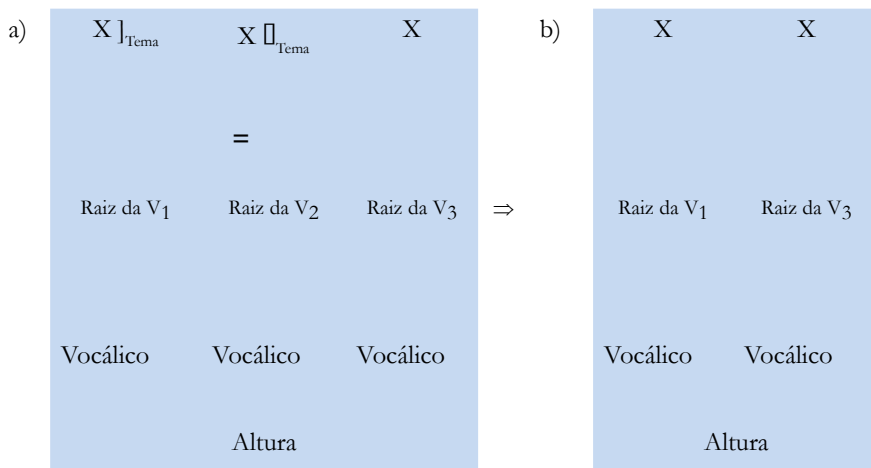 a) X ]Tema X ▯]Tema X b) X X
=
Raiz da V1 Raiz da V2 Raiz da V3 ⇒ Raiz da V1 Raiz da V3
Vocálico Vocálico Vocálico Vocálico Vocálico
Altura Altura